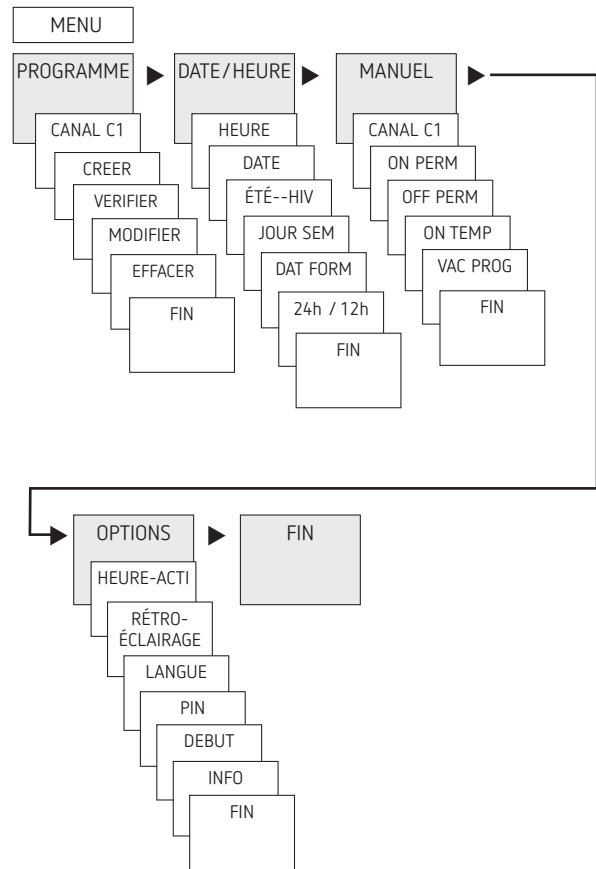 MENU
PROGRAMME
CANAL C1
CREER
VERIFIER
MODIFIER
EFFACER
FIN
DATE/HEURE
HEURE
DATE
ÉTÉ--HIV
JOUR SEM
DAT FORM
24h / 12h
FIN
MANUEL
CANAL C1
ON PERM
OFF PERM
ON TEMP
VAC PROG
FIN
OPTIONS
HEURE-ACTI
RÉTRO-
ÉCLAIRAGE
LANGUE
PIN
DEBUT
INFO
FIN
FIN